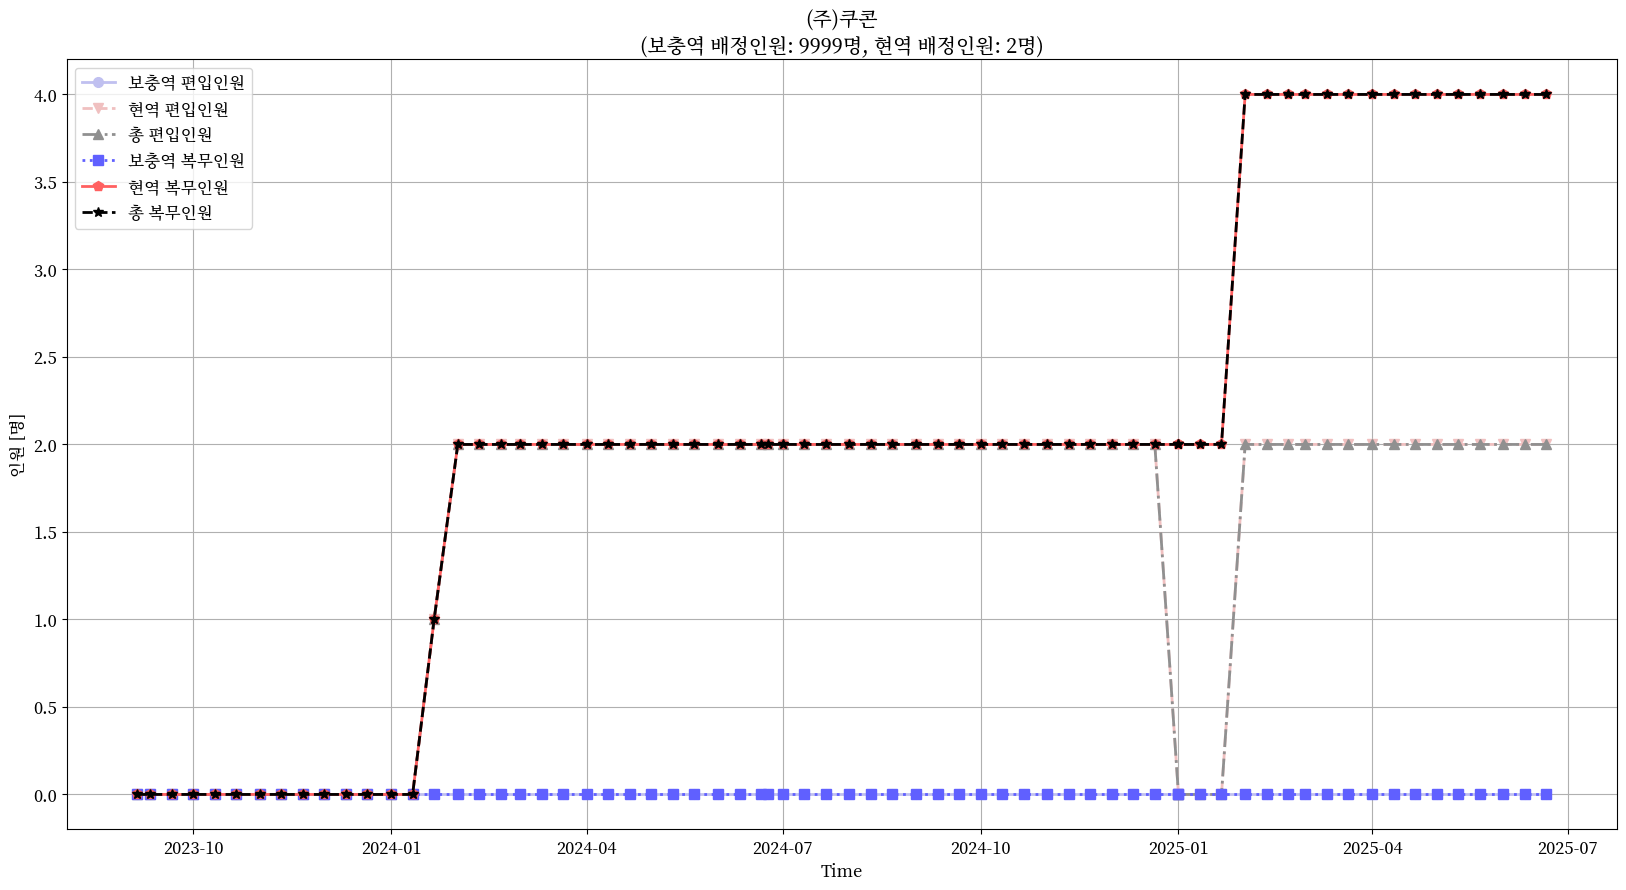 (주)쿠콘
(보충역 배정인원: 9999명, 현역 배정인원: 2명)
보충역 편입인원
현역 편입인원
총 편입인원
보충역 복무인원
현역 복무인원
총 복무인원
4.0
3.5
3.0
2.5
2.0
1.5
1.0
0.5
0.0
인원 [명]
2023-10
2024-01
2024-04
2024-07
2024-10
2025-01
2025-04
2025-07
Time